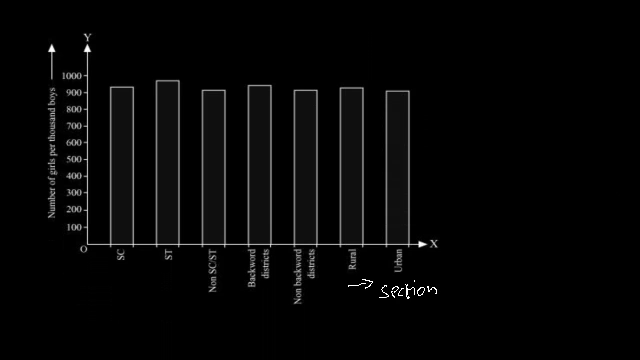 Y
Number of girls per thousand boys
1000
900
800
700
600
500
400
300
200
100
O
X
SC
ST
Non SC/ST
Backword
districts
Non backword
districts
Rural
Urban
section